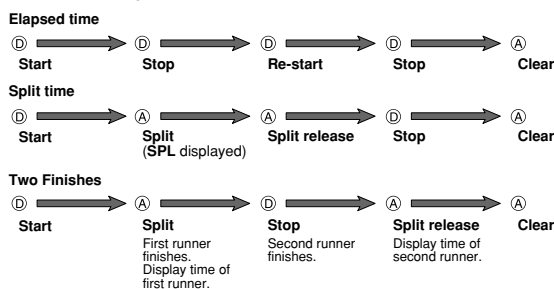 Elapsed time
Ⓓ Ⓓ Ⓓ Ⓓ Ⓐ
Start Stop Re-start Stop Clear
Split time
Ⓓ Ⓐ Ⓐ Ⓓ Ⓐ
Start Split Split release Stop Clear
(SPL displayed)
Two Finishes
Ⓓ Ⓐ Ⓓ Ⓐ Ⓐ
Start Split Stop Split release Clear
First runner Second runner Display time of
finishes. finishes. second runner.
Display time of
first runner.